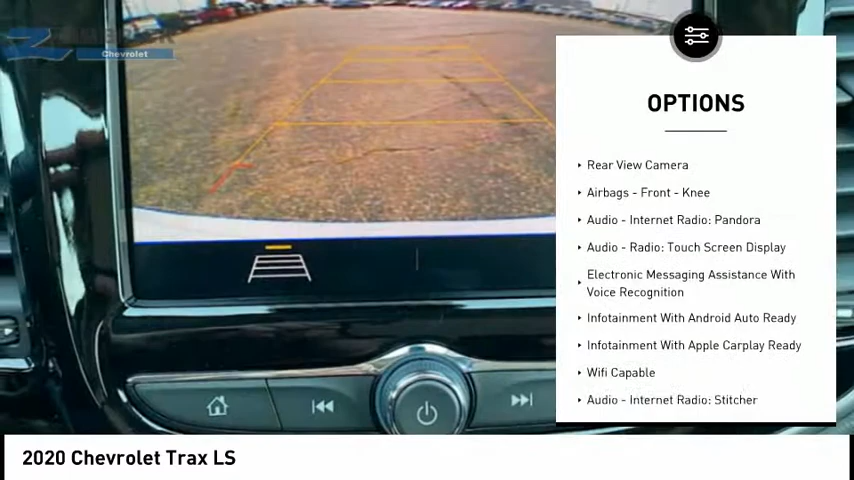 Chevrolet
OPTIONS
Rear View Camera
Airbags - Front - Knee
Audio - Internet Radio: Pandora
Audio - Radio: Touch Screen Display
Electronic Messaging Assistance With
Voice Recognition
Infotainment With Android Auto Ready
Infotainment With Apple Carplay Ready
Wifi Capable
Audio - Internet Radio: Stitcher
2020 Chevrolet Trax LS